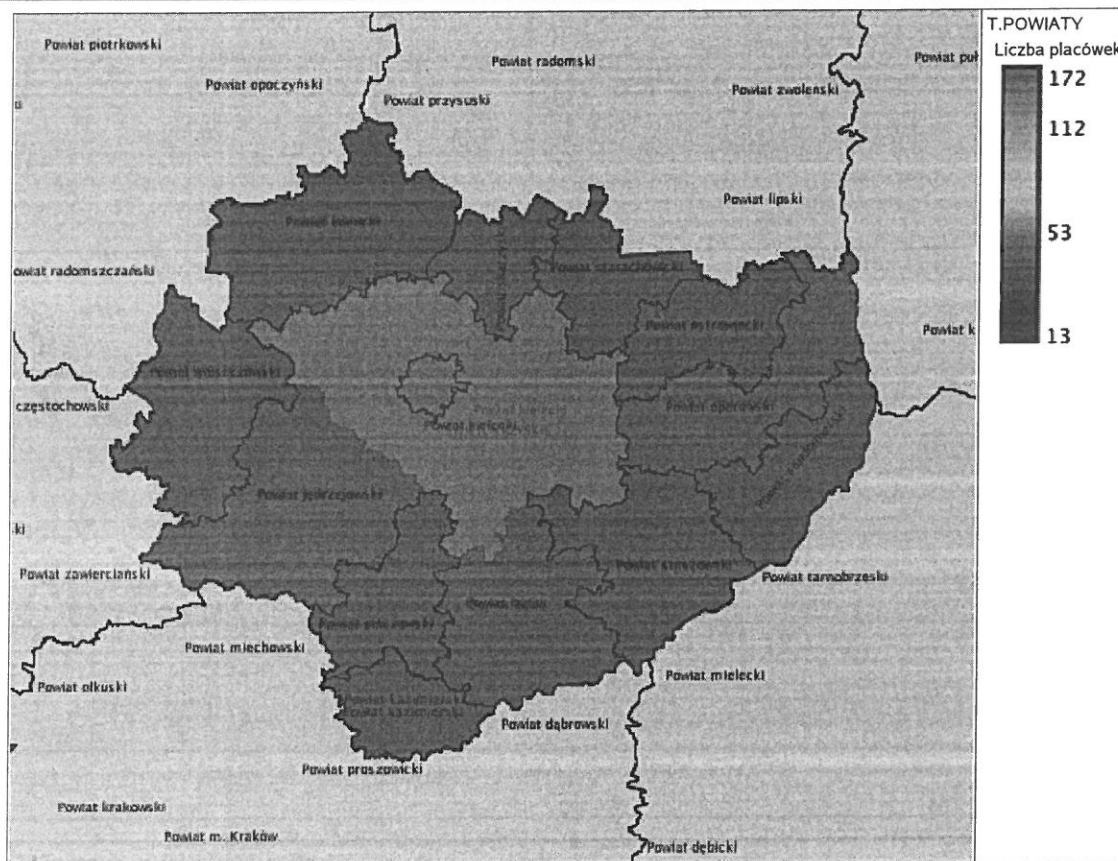 T.POWIATY
Liczba placówek
172
112
53
13
Powiat piotrkowski
Powiat opoczyński
Powiat przysuski
Powiat radomski
Powiat zwoleński
Powiat puł
Powiat lipski
owiat radomszczański
Powiat starachowicki
Powiat ostrowiecki
Powiat k
Powiat włoszczowski
częstochowski
Powiat kielecki
Powiat opatowski
Powiat jędrzejowski
ki
Powiat staszowski
Powiat zawierciański
Powiat tarnobrzeski
Powiat pińczowski
Powiat miechowski
Powiat mielecki
Powiat olkuski
Powiat kazimierski
Powiat dąbrowski
Powiat proszowicki
Powiat krakowski
Powiat m. Kraków
Powiat dębicki